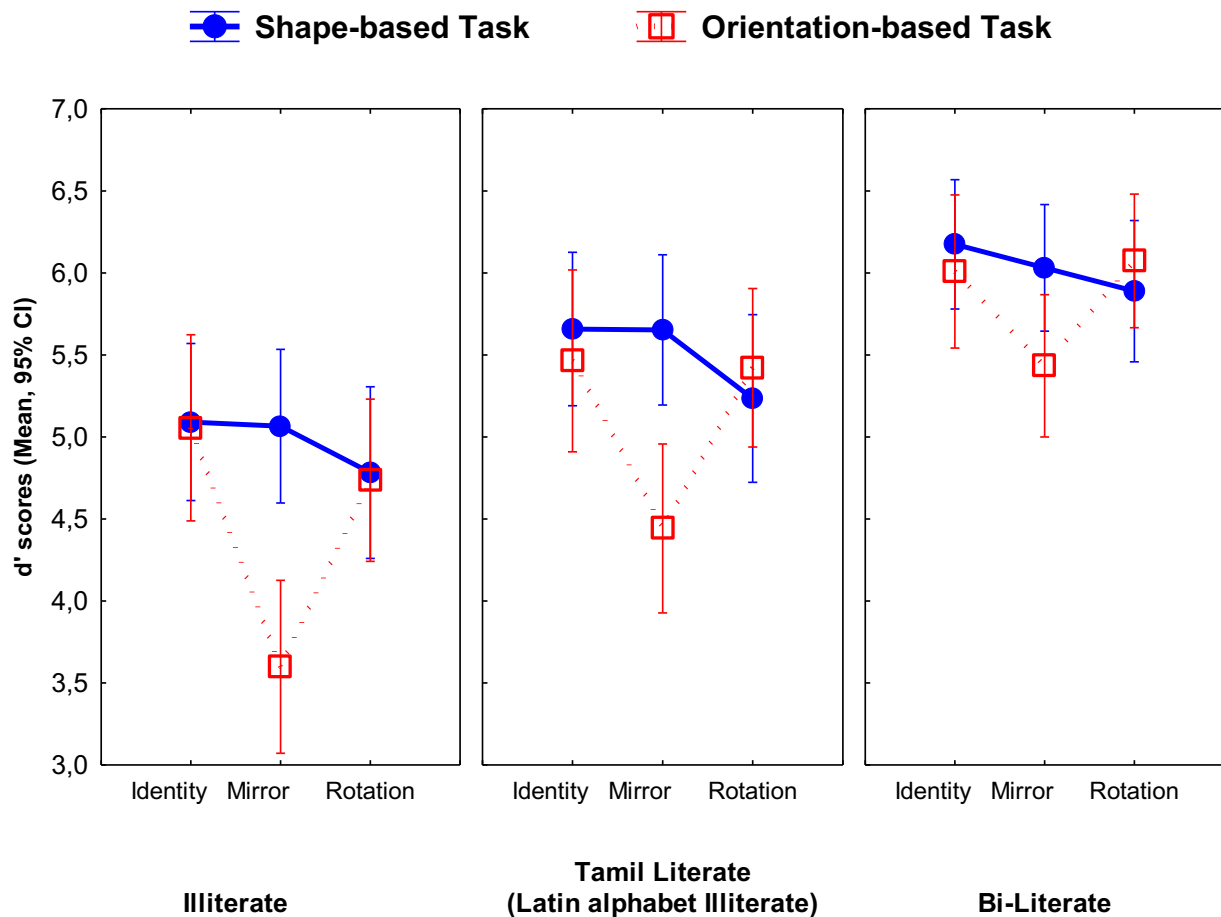 Shape-based Task Orientation-based Task
d' scores (Mean, 95% CI)
7,0
6,5
6,0
5,5
5,0
4,5
4,0
3,5
3,0
Identity Mirror Rotation Identity Mirror Rotation Identity Mirror Rotation
Illiterate
Tamil Literate
(Latin alphabet Illiterate)
Bi-Literate